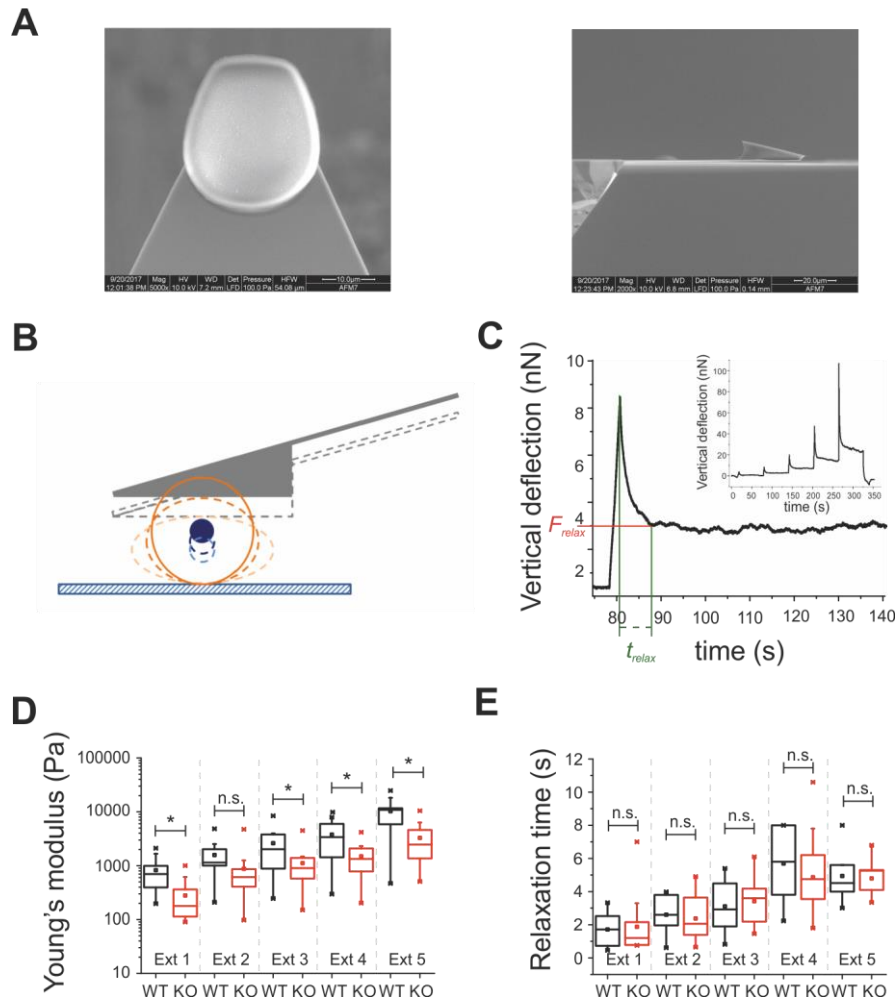 A
9/20/2017 Mag HV WD Det Pressure HFW 10.0µm
12:01:38 PM 5000x 10.0 kV 7.2 mm LFD 100.0 Pa 54.08 µm AFM7
9/20/2017 Mag HV WD Det Pressure HFW 20.0µm
12:23:43 PM 2000x 10.0 kV 6.8 mm LFD 100.0 Pa 0.14 mm AFM7
B
C
Vertical deflection (nN)
10
8
6
4
2
F relax
80 90 100 110 120 130 140
t relax
time (s)
Vertical deflection (nN)
100
80
60
40
20
0
0 50 100 150 200 250 300 350
time (s)
D
Young's modulus (Pa)
100000
10000
1000
100
10
* n.s. * * *
Ext 1 Ext 2 Ext 3 Ext 4 Ext 5
WT KO WT KO WT KO WT KO WT KO
E
Relaxation time (s)
12
10
8
6
4
2
0
n.s. n.s. n.s. n.s. n.s.
Ext 1 Ext 2 Ext 3 Ext 4 Ext 5
WT KO WT KO WT KO WT KO WT KO